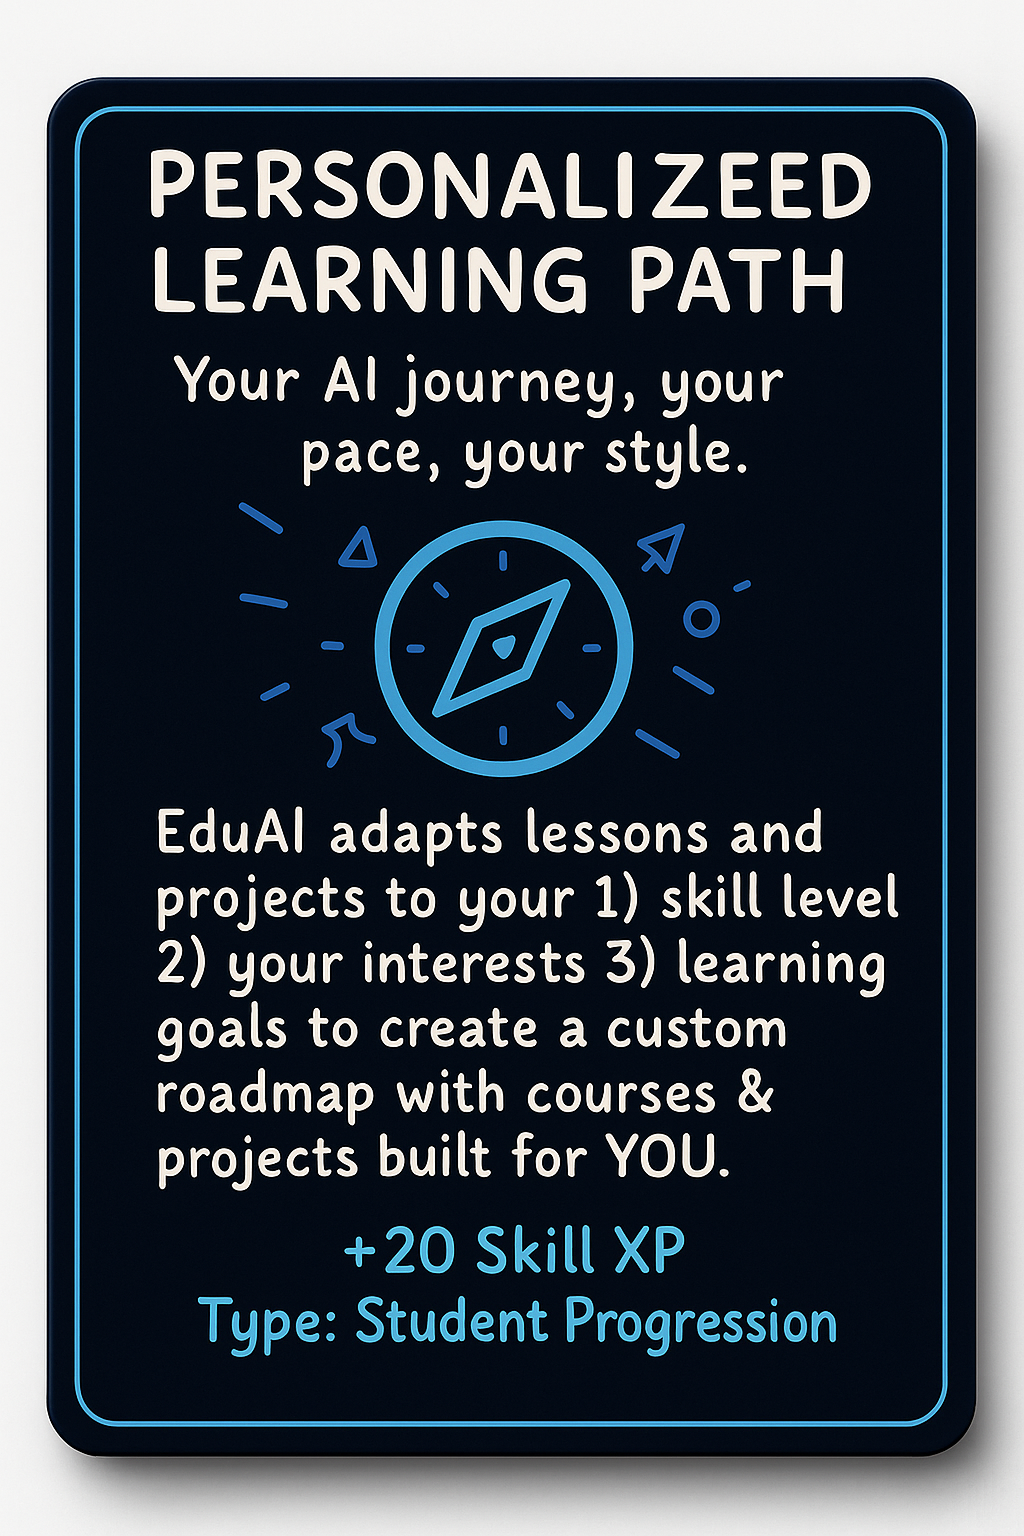 PERSONALIZEED
LEARNING PATH
Your AI journey, your
pace, your style.
EduAI adapts lessons and
projects to your 1) skill level
2) your interests 3) learning
goals to create a custom
roadmap with courses &
projects built for YOU.
+20 Skill XP
Type: Student Progression